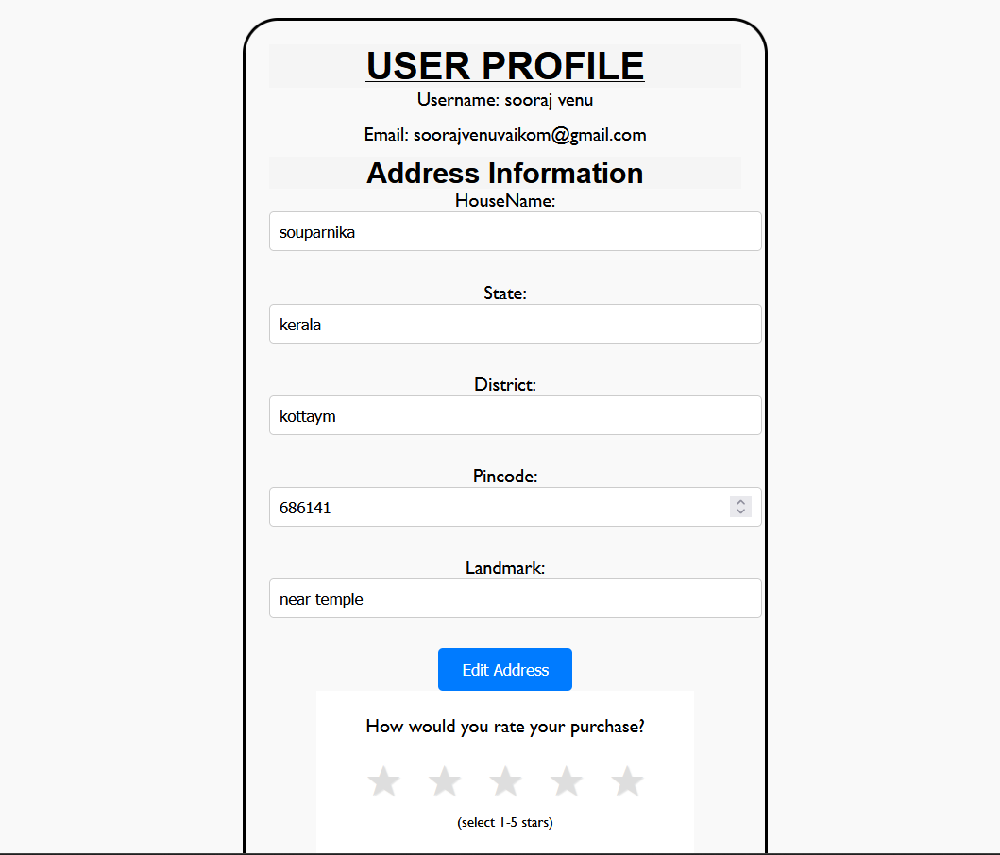 USER PROFILE
Username: sooraj venu
Email: soorajvenuvaikom@gmail.com
Address Information
HouseName:
souparnika
State:
kerala
District:
kottaym
Pincode:
686141
Landmark:
near temple
Edit Address
How would you rate your purchase?
(select 1-5 stars)